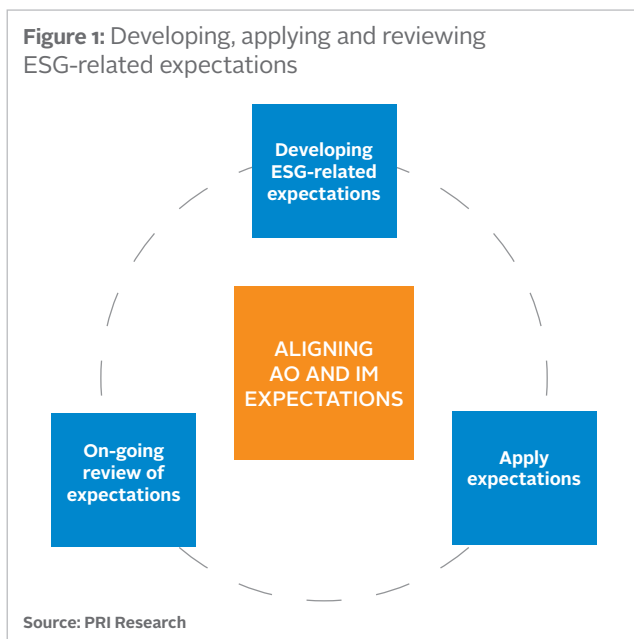 Figure 1: Developing, applying and reviewing
ESG-related expectations
Developing
ESG-related
expectations
ALIGNING
AO AND IM
EXPECTATIONS
On-going
review of
expectations
Apply
expectations
Source: PRI Research